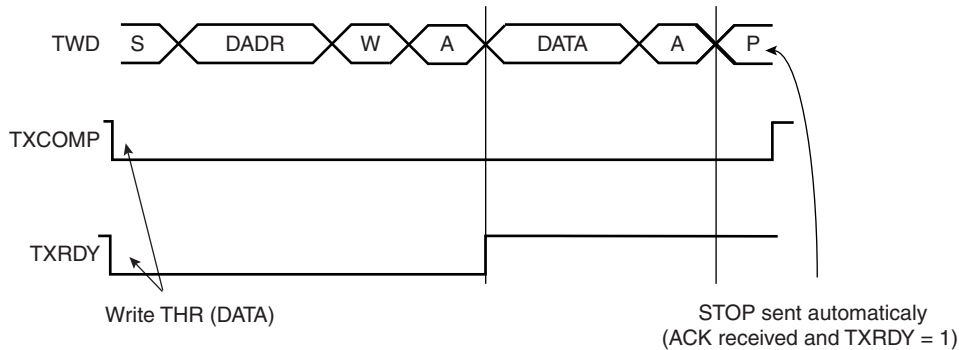 TWD S DADR W A DATA A P
TXCOMP
TXRDY
Write THR (DATA)
STOP sent automaticaly
(ACK received and TXRDY = 1)